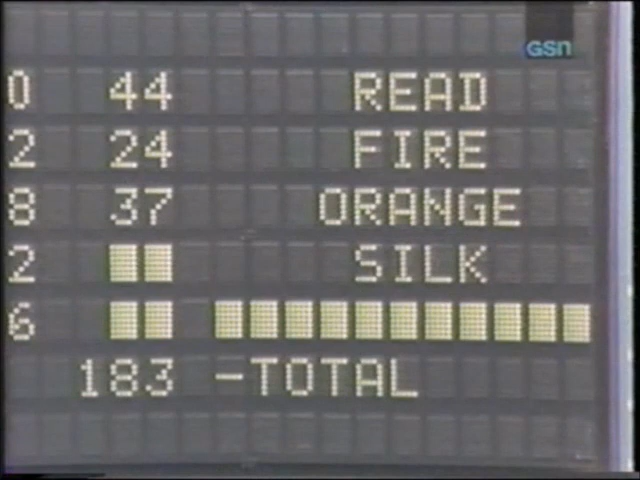 GSN
0 44 READ
2 24 FIRE
8 37 ORANGE
2 SILK
6
183 -TOTAL